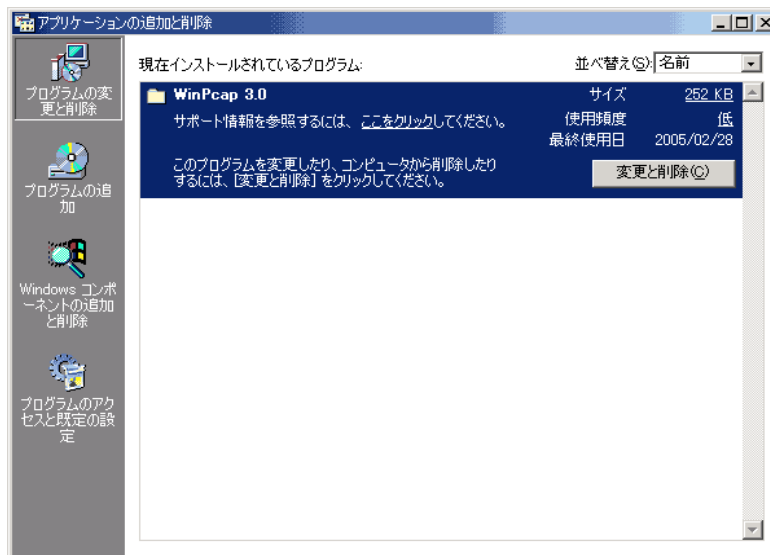 アプリケーションの追加と削除
プログラムの変
更と削除
プログラムの追
加
Windows コンポ
ーネントの追加
と削除
プログラムのアク
セスと既定の設
定
現在インストールされているプログラム:
並べ替え(S):
名前
WinPcap 3.0
サイズ
252 KB
サポート情報を参照するには、ここをクリックしてください。
使用頻度
低
最終使用日
2005/02/28
このプログラムを変更したり、コンピュータから削除したり
するには、[変更と削除] をクリックしてください。
変更と削除(C)